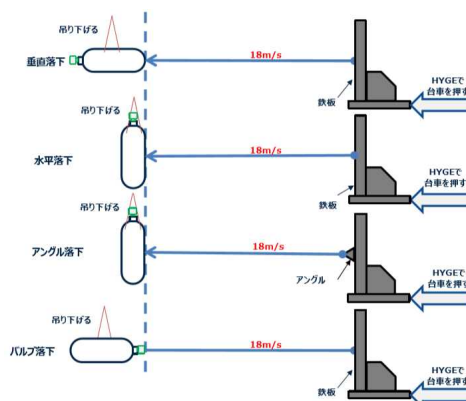 吊り下げる
垂直落下
18m/s
鉄板
HYGEで
台車を押す
吊り下げる
水平落下
18m/s
鉄板
HYGEで
台車を押す
吊り下げる
アングル落下
18m/s
アングル
HYGEで
台車を押す
吊り下げる
バルブ落下
18m/s
鉄板
HYGEで
台車を押す